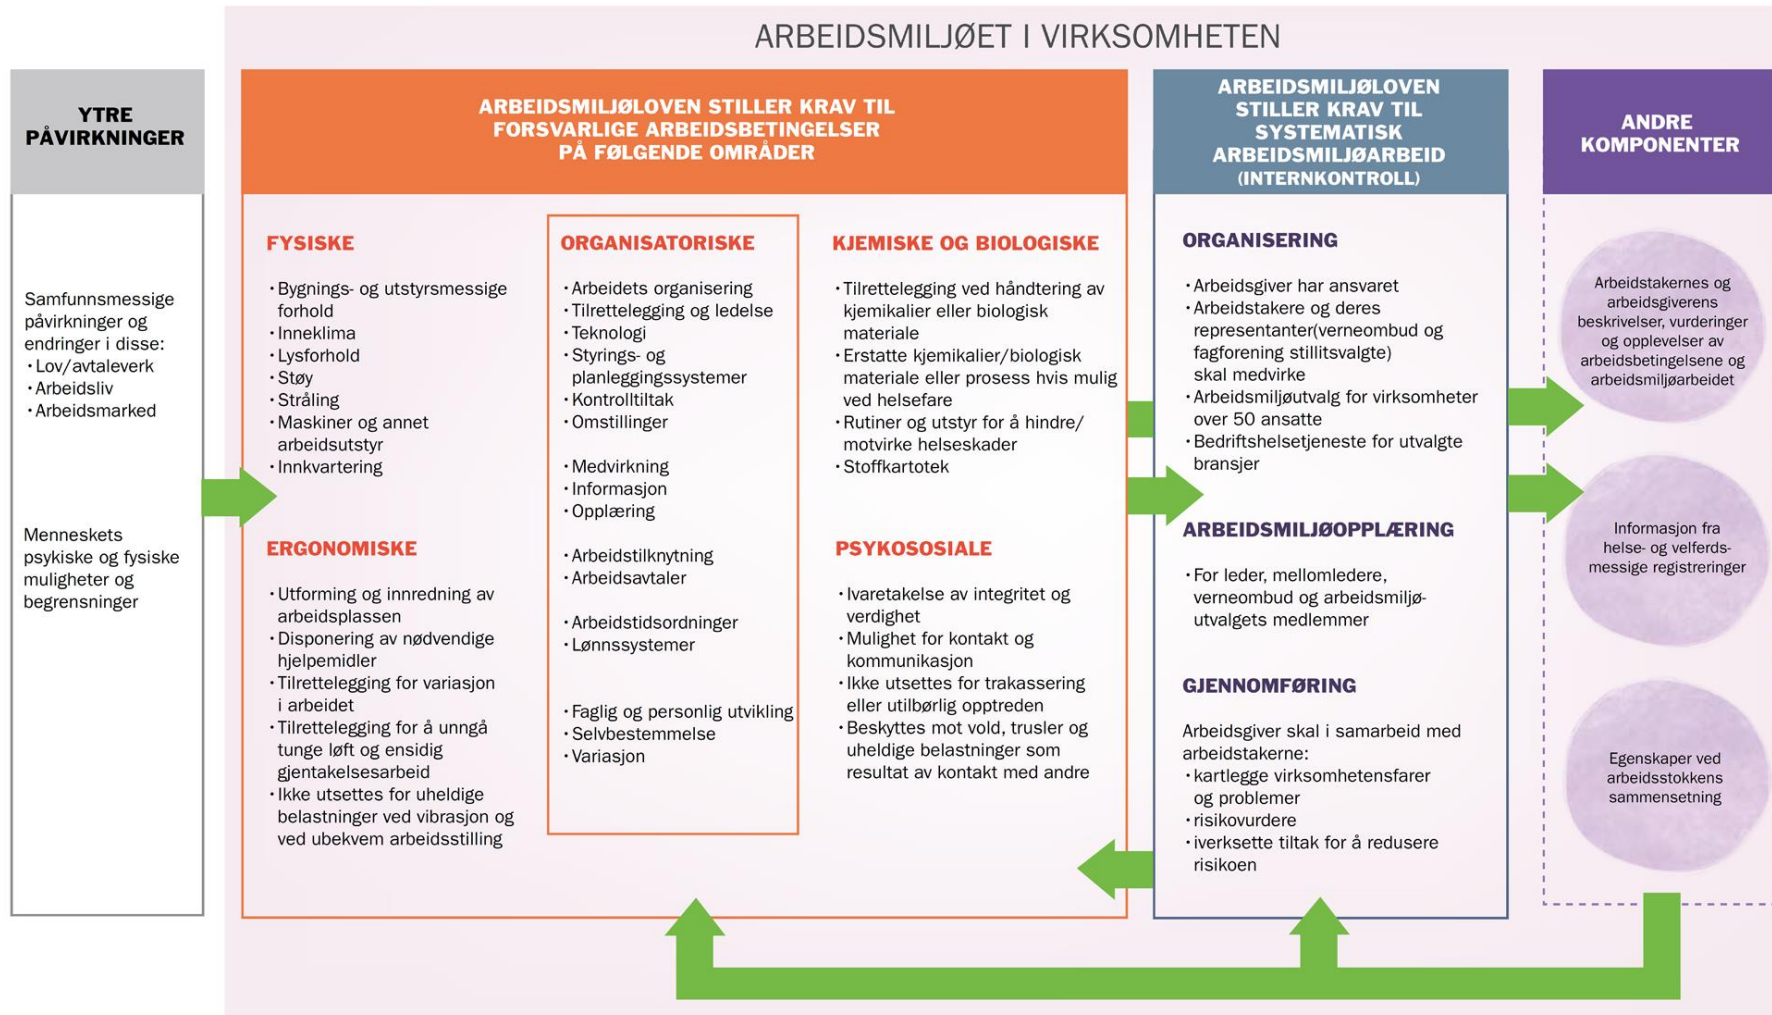 ARBEIDSMILJØET I VIRKSOMHETEN
YTRE
PÅVIRKNINGER
Samfunnsmessige
påvirkninger og
endringer i disse:
· Lov/avtaleverk
· Arbeidsliv
· Arbeidsmarked
Menneskets
psykiske og fysiske
muligheter og
begrensninger
ARBEIDSMILJØLOVEN STILLER KRAV TIL
FORSVARLIGE ARBEIDSBETINGELSER
PÅ FØLGENDE OMRÅDER
FYSISKE
· Bygnings- og utstyrsmessige
forhold
· Inneklima
· Lysforhold
· Støy
· Stråling
· Maskiner og annet
arbeidsutstyr
· Innkvartering
ERGONOMISKE
· Utforming og innredning av
arbeidsplassen
· Disponering av nødvendige
hjelpemidler
· Tilrettelegging for variasjon
i arbeidet
· Tilrettelegging for å unngå
tunge løft og ensidig
gjentakelsesarbeid
· Ikke utsettes for uheldige
belastninger ved vibrasjon og
ved ubekvem arbeidsstilling
ORGANISATORISKE
· Arbeidets organisering
· Tilrettelegging og ledelse
· Teknologi
· Styrings- og
planleggingssystemer
· Kontrolltiltak
· Omstillinger
· Medvirkning
· Informasjon
· Opplæring
· Arbeidstilknytning
· Arbeidsavtaler
· Arbeidstidsordninger
· Lønnssystemer
· Faglig og personlig utvikling
· Selvbestemmelse
· Variasjon
KJEMISKE OG BIOLOGISKE
· Tilrettelegging ved håndtering av
kjemikalier eller biologisk
materiale
· Erstatte kjemikalier/biologisk
materiale eller prosess hvis mulig
ved helsefare
· Rutiner og utstyr for å hindre/
motvirke helseskader
· Stoffkartotek
PSYKOSOSIALE
· Ivaretakelse av integritet og
verdighet
· Mulighet for kontakt og
kommunikasjon
· Ikke utsettes for trakassering
eller utilbørlig opptreden
· Beskyttes mot vold, trusler og
uheldige belastninger som
resultat av kontakt med andre
ARBEIDSMILJØLOVEN
STILLER KRAV TIL
SYSTEMATISK
ARBEIDSMILJØARBEID
(INTERNKONTROLL)
ORGANISERING
· Arbeidsgiver har ansvaret
· Arbeidstakere og deres
representanter(verneombud og
fagforening stillitsvalgte)
skal medvirke
· Arbeidsmiljøutvalg for virksomheter
over 50 ansatte
· Bedriftshelsetjeneste for utvalgte
bransjer
ARBEIDSMILJØOPPLÆRING
· For leder, mellomledere,
verneombud og arbeidsmiljø-
utvalgets medlemmer
GJENNOMFØRING
Arbeidsgiver skal i samarbeid med
arbeidstakerne:
· kartlegge virksomhetensfarer
og problemer
· risikovurdere
· iverksette tiltak for å redusere
risikoen
ANDRE
KOMPONENTER
Arbeidstakernes og
arbeidsgiverens
beskrivelser, vurderinger
og opplevelser av
arbeidsbetingelsene og
arbeidsmiljøarbeidet
Informasjon fra
helse- og velferds-
messige registreringer
Egenskaper ved
arbeidsstokkens
sammensetning